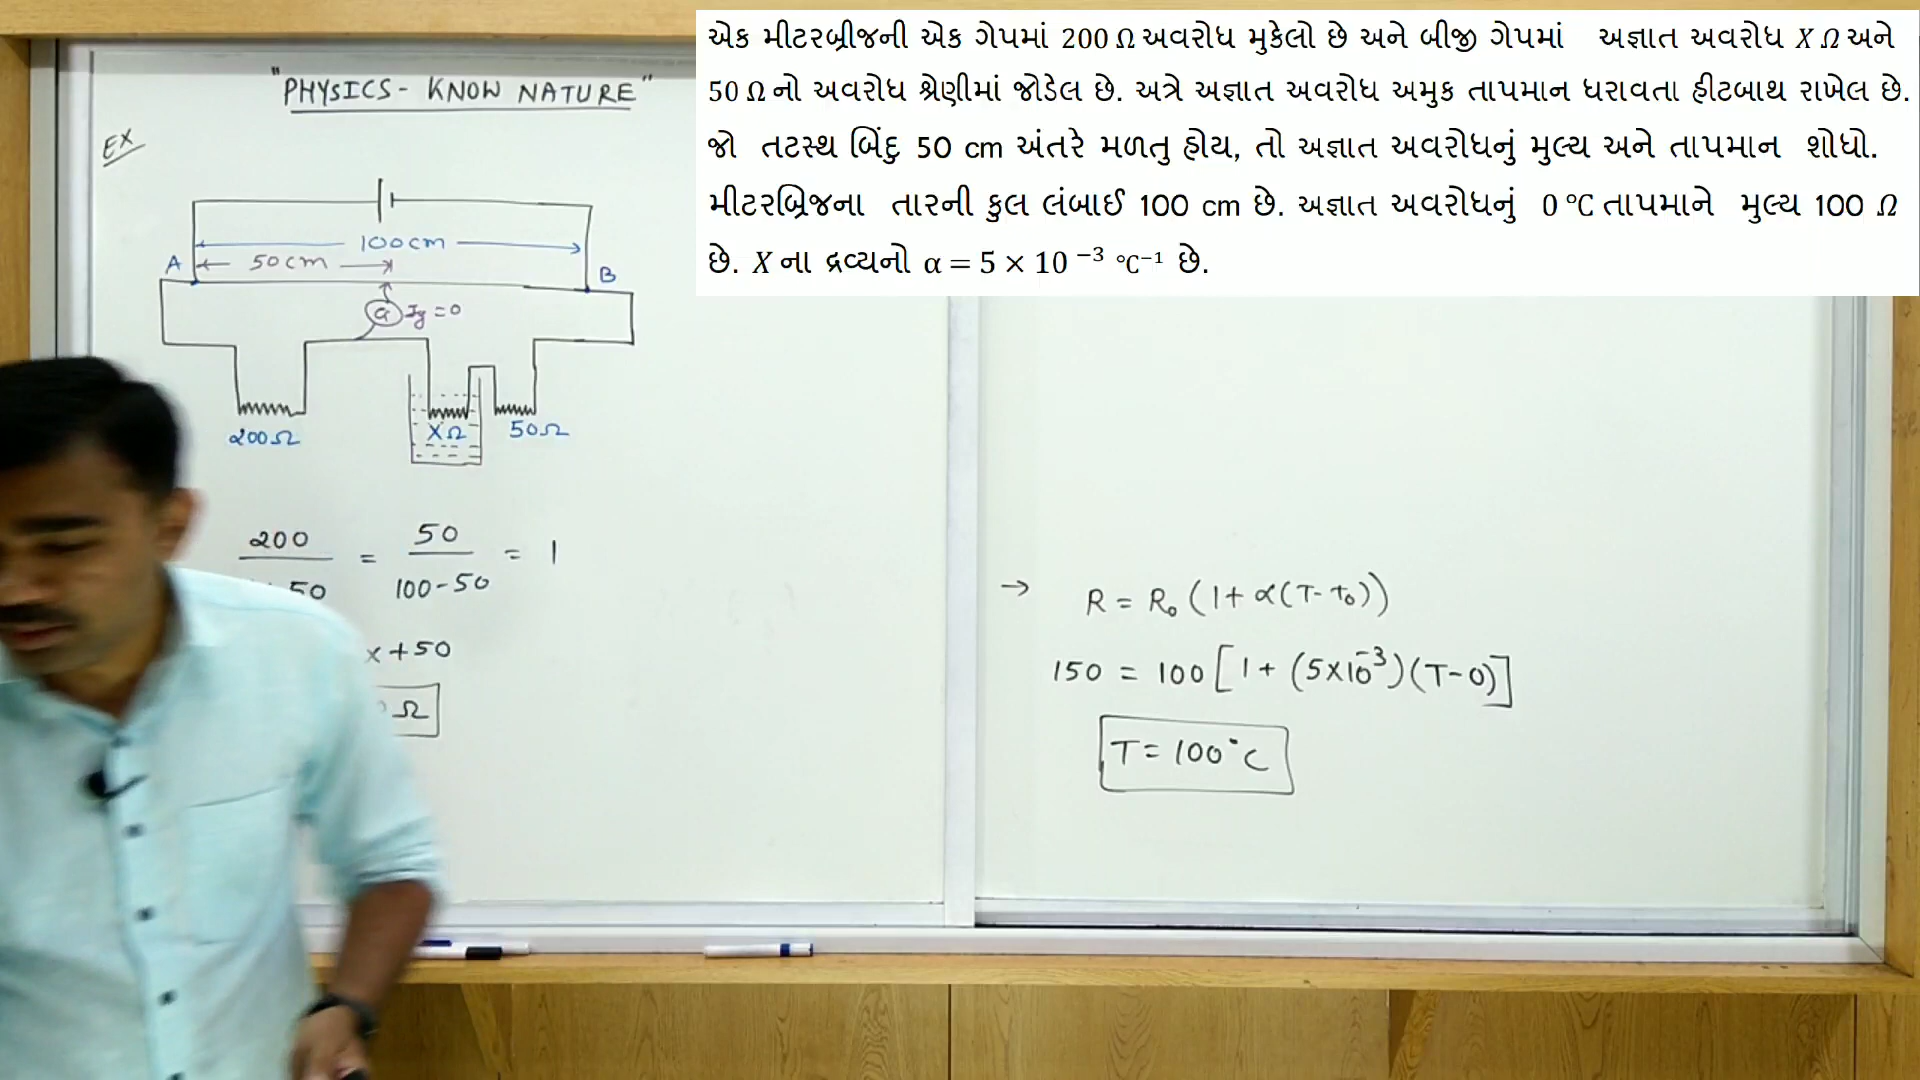 એક મીટરબ્રીજની એક ગેપમાં 200 Ω અવરોધ મુકેલો છે અને બીજી ગેપમાં અજ્ઞાત અવરોધ X Ω અને
50 Ω નો અવરોધ શ્રેણીમાં જોડેલ છે. અત્રે અજ્ઞાત અવરોધ અમુક તાપમાન ધરાવતા હીટબાથ રાખેલ છે.
જો તટસ્થ બિંદુ 50 cm અંતરે મળતુ હોય, તો અજ્ઞાત અવરોધનું મુલ્ય અને તાપમાન શોધો.
મીટરબ્રિજના તારની કુલ લંબાઈ 100 cm છે. અજ્ઞાત અવરોધનું 0 °C તાપમાને મુલ્ય 100 Ω
છે. X ના દ્રવ્યનો α = 5 × 10 ⁻³ °C⁻¹ છે.
"PHYSICS - KNOW NATURE"
EX
100cm
A 50cm B
G Ig = 0
200Ω XΩ 50Ω
200 / 50 = 50 / 100-50 = 1
x + 50
Ω
→ R = R₀ (1 + α(T - t₀))
150 = 100 [1 + (5×10⁻³)(T-0)]
T = 100°C